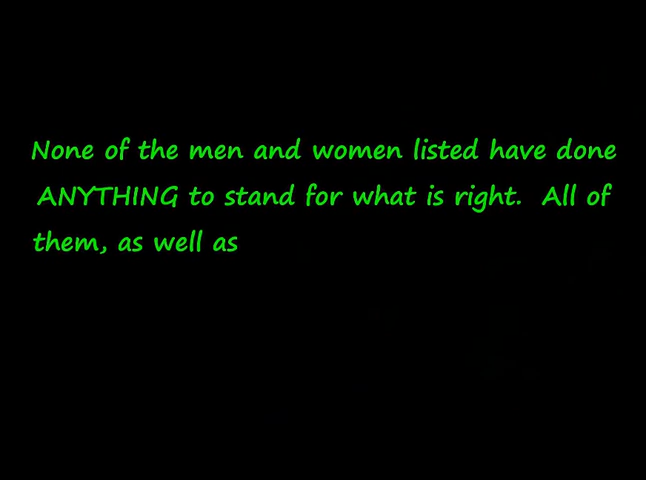 None of the men and women listed have done
ANYTHING to stand for what is right.  All of
them, as well as